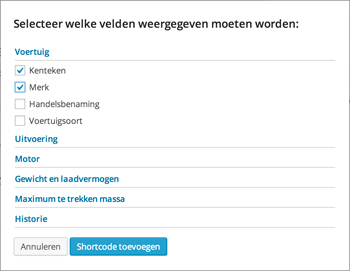 Selecteer welke velden weergegeven moeten worden:
Voertuig
Kenteken
Merk
Handelsbenaming
Voertuigsoort
Uitvoering
Motor
Gewicht en laadvermogen
Maximum te trekken massa
Historie
Annuleren Shortcode toevoegen